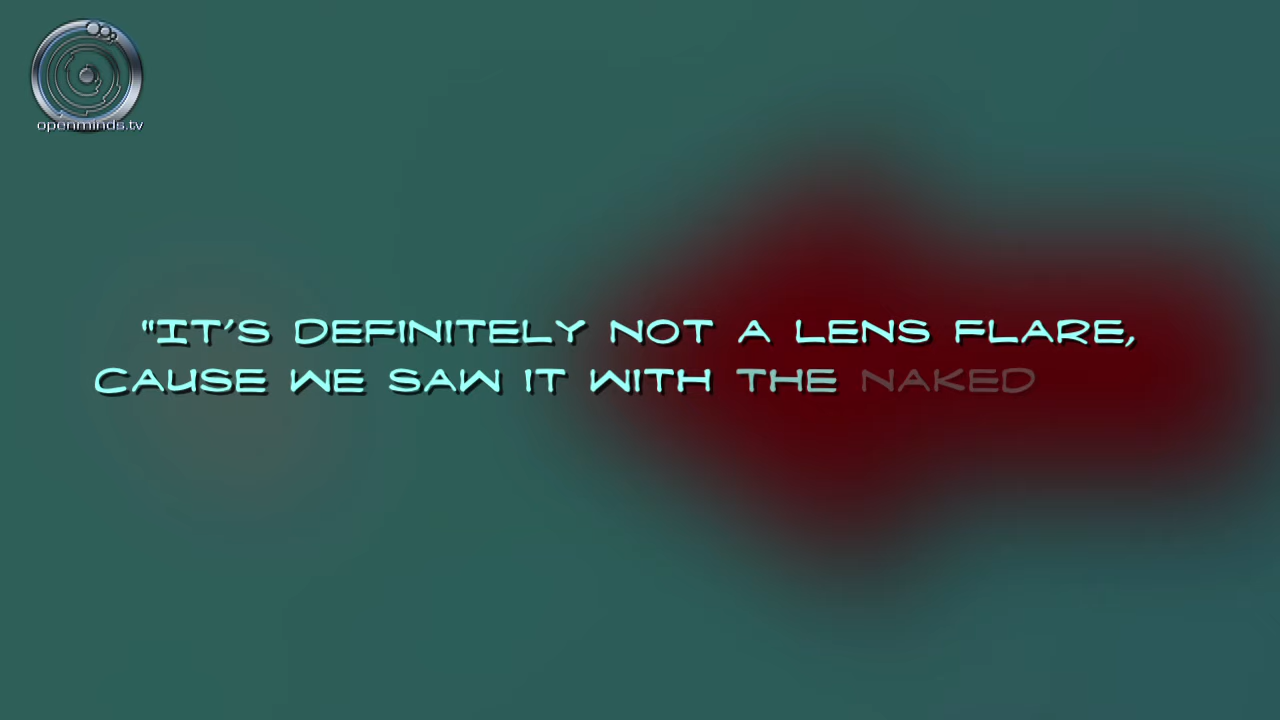 openminds.tv
"IT'S DEFINITELY NOT A LENS FLARE,
CAUSE WE SAW IT WITH THE NAKED